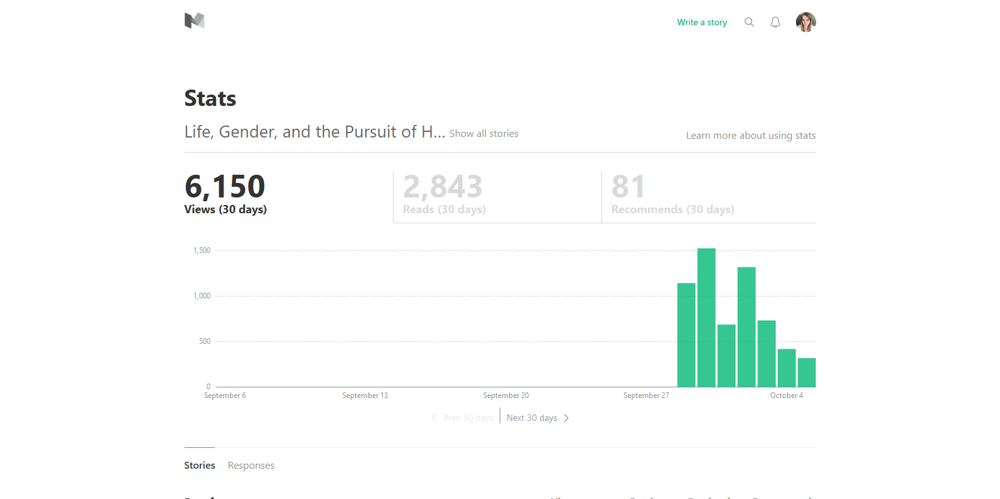 Write a story
Stats
Life, Gender, and the Pursuit of H... Show all stories
Learn more about using stats
6,150
Views (30 days)
2,843
Reads (30 days)
81
Recommends (30 days)
1,500
1,000
500
0
September 6 September 13 September 20 September 27 October 4
Prev 30 days Next 30 days
Stories Responses